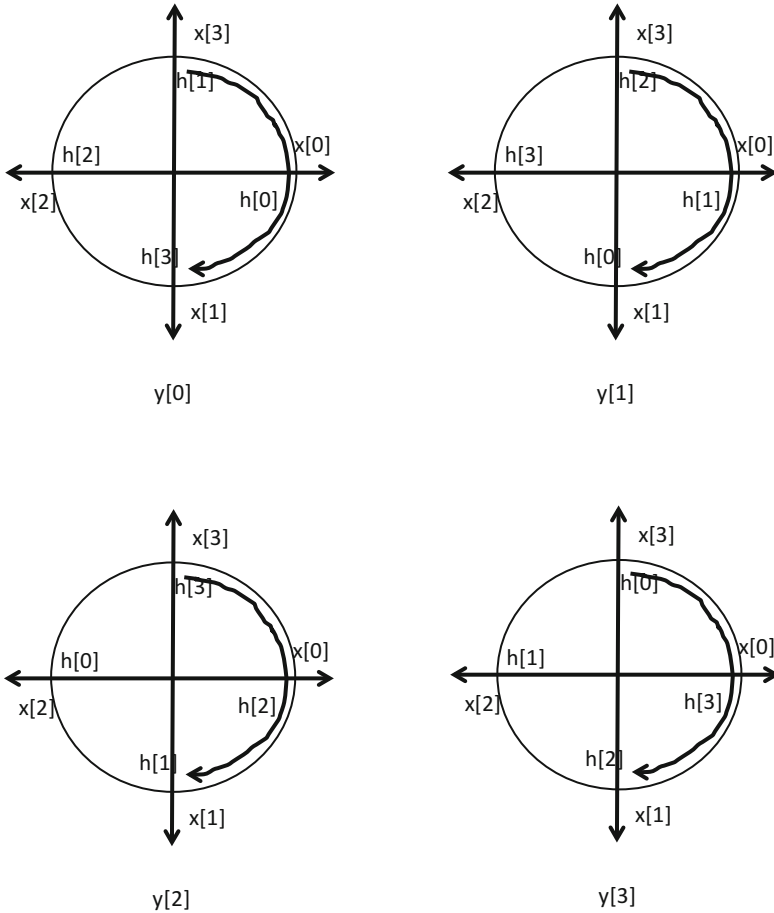 x[3] x[3]
h[1] h[2]
x[0] x[0]
h[2] h[3]
x[2] h[0] x[2] h[1]
h[3] h[0]
x[1] x[1]
y[0] y[1]
x[3] x[3]
h[3] h[0]
x[0] x[0]
h[0] h[1]
x[2] h[2] x[2] h[3]
h[1] h[2]
x[1] x[1]
y[2] y[3]